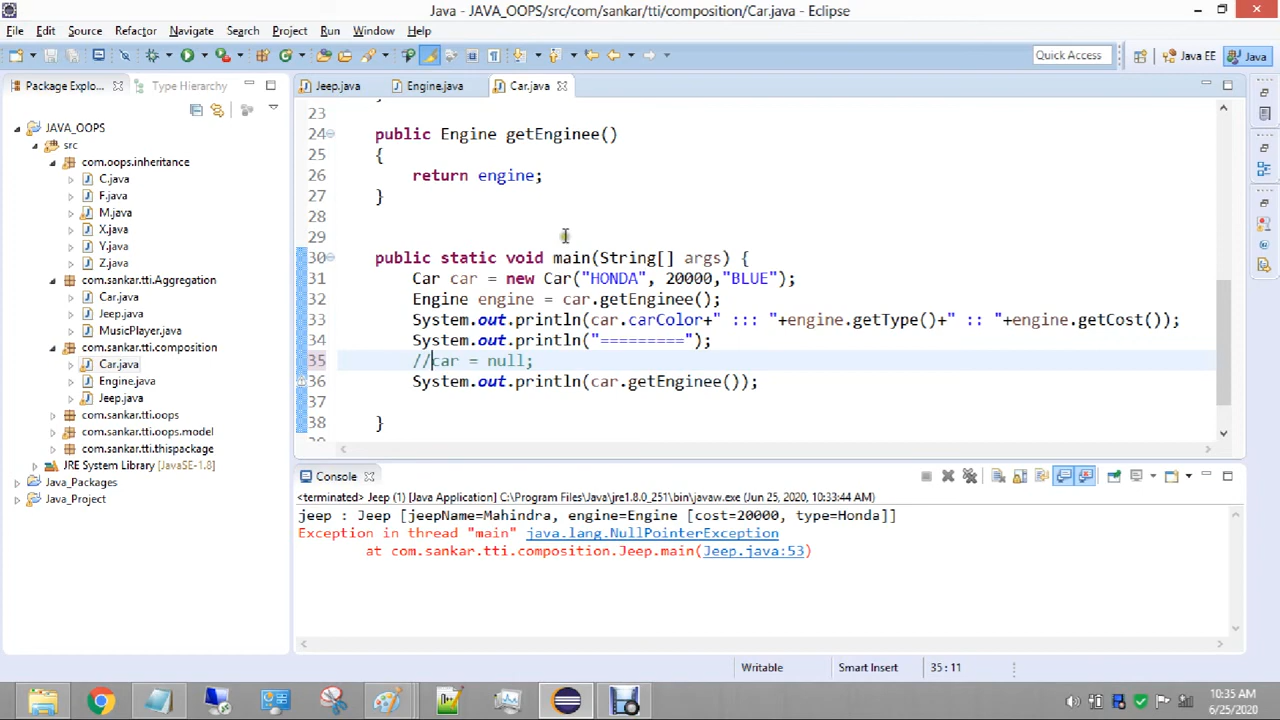 Java - JAVA_OOPS/src/com/sankar/tti/composition/Car.java - Eclipse
File Edit Source Refactor Navigate Search Project Run Window Help
Quick Access Java EE Java
Package Explo... Type Hierarchy
Jeep.java Engine.java Car.java
JAVA_OOPS
src
com.oops.inheritance
C.java
F.java
M.java
X.java
Y.java
Z.java
com.sankar.tti.Aggregation
Car.java
Jeep.java
MusicPlayer.java
com.sankar.tti.composition
Car.java
Engine.java
Jeep.java
com.sankar.tti.oops
com.sankar.tti.oops.model
com.sankar.tti.thispackage
JRE System Library [JavaSE-1.8]
Java_Packages
Java_Project
23
24 public Engine getEnginee()
25 {
26 return engine;
27 }
28
29
30 public static void main(String[] args) {
31 Car car = new Car("HONDA", 20000,"BLUE");
32 Engine engine = car.getEnginee();
33 System.out.println(car.carColor+" ::: "+engine.getType()+" :: "+engine.getCost());
34 System.out.println("=========");
35 //car = null;
36 System.out.println(car.getEnginee());
37
38 }
Console
<terminated> Jeep (1) [Java Application] C:\Program Files\Java\jre1.8.0_251\bin\javaw.exe (Jun 25, 2020, 10:33:44 AM)
jeep : Jeep [jeepName=Mahindra, engine=Engine [cost=20000, type=Honda]]
Exception in thread "main" java.lang.NullPointerException
at com.sankar.tti.composition.Jeep.main(Jeep.java:53)
Writable Smart Insert 35 : 11
10:35 AM
6/25/2020